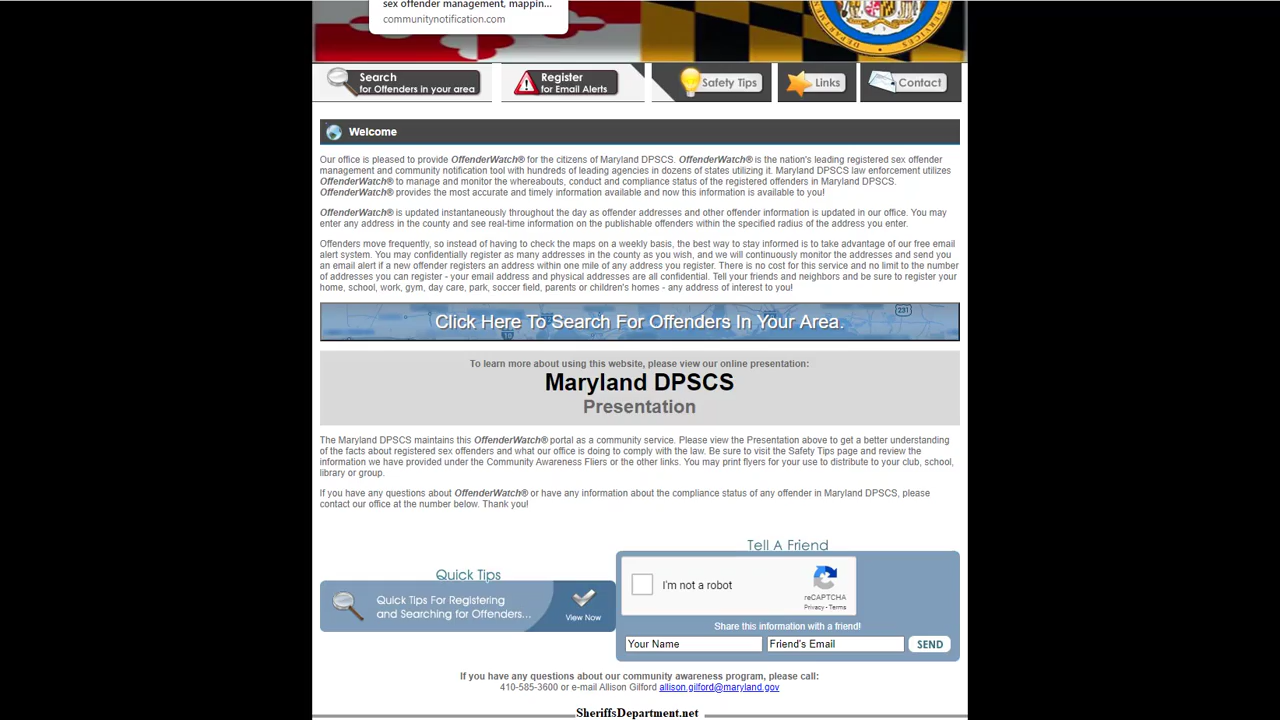 sex offender management, mappin...
communitynotification.com
Search
for Offenders in your area
Register
for Email Alerts
Safety Tips
Links
Contact
Welcome
Our office is pleased to provide OffenderWatch® for the citizens of Maryland DPSCS. OffenderWatch® is the nation's leading registered sex offender
management and community notification tool with hundreds of leading agencies in dozens of states utilizing it. Maryland DPSCS law enforcement utilizes
OffenderWatch® to manage and monitor the whereabouts, conduct and compliance status of the registered offenders in Maryland DPSCS.
OffenderWatch® provides the most accurate and timely information available and now this information is available to you!
OffenderWatch® is updated instantaneously throughout the day as offender addresses and other offender information is updated in our office. You may
enter any address in the county and see real-time information on the publishable offenders within the specified radius of the address you enter.
Offenders move frequently, so instead of having to check the maps on a weekly basis, the best way to stay informed is to take advantage of our free email
alert system. You may confidentially register as many addresses in the county as you wish, and we will continuously monitor the addresses and send you
an email alert if a new offender registers an address within one mile of any address you register. There is no cost for this service and no limit to the number
of addresses you can register - your email address and physical addresses are all confidential. Tell your friends and neighbors and be sure to register your
home, school, work, gym, day care, park, soccer field, parents or children's homes - any address of interest to you!
231
Click Here To Search For Offenders In Your Area.
To learn more about using this website, please view our online presentation:
Maryland DPSCS
Presentation
The Maryland DPSCS maintains this OffenderWatch® portal as a community service. Please view the Presentation above to get a better understanding
of the facts about registered sex offenders and what our office is doing to comply with the law. Be sure to visit the Safety Tips page and review the
information we have provided under the Community Awareness Fliers or the other links. You may print flyers for your use to distribute to your club, school,
library or group.
If you have any questions about OffenderWatch® or have any information about the compliance status of any offender in Maryland DPSCS, please
contact our office at the number below. Thank you!
Tell A Friend
I'm not a robot
reCAPTCHA
Privacy - Terms
Quick Tips
Quick Tips For Registering
and Searching for Offenders...
View Now
Share this information with a friend!
Your Name
Friend's Email
SEND
If you have any questions about our community awareness program, please call:
410-585-3600 or e-mail Allison Gilford allison.gilford@maryland.gov
SheriffsDepartment.net